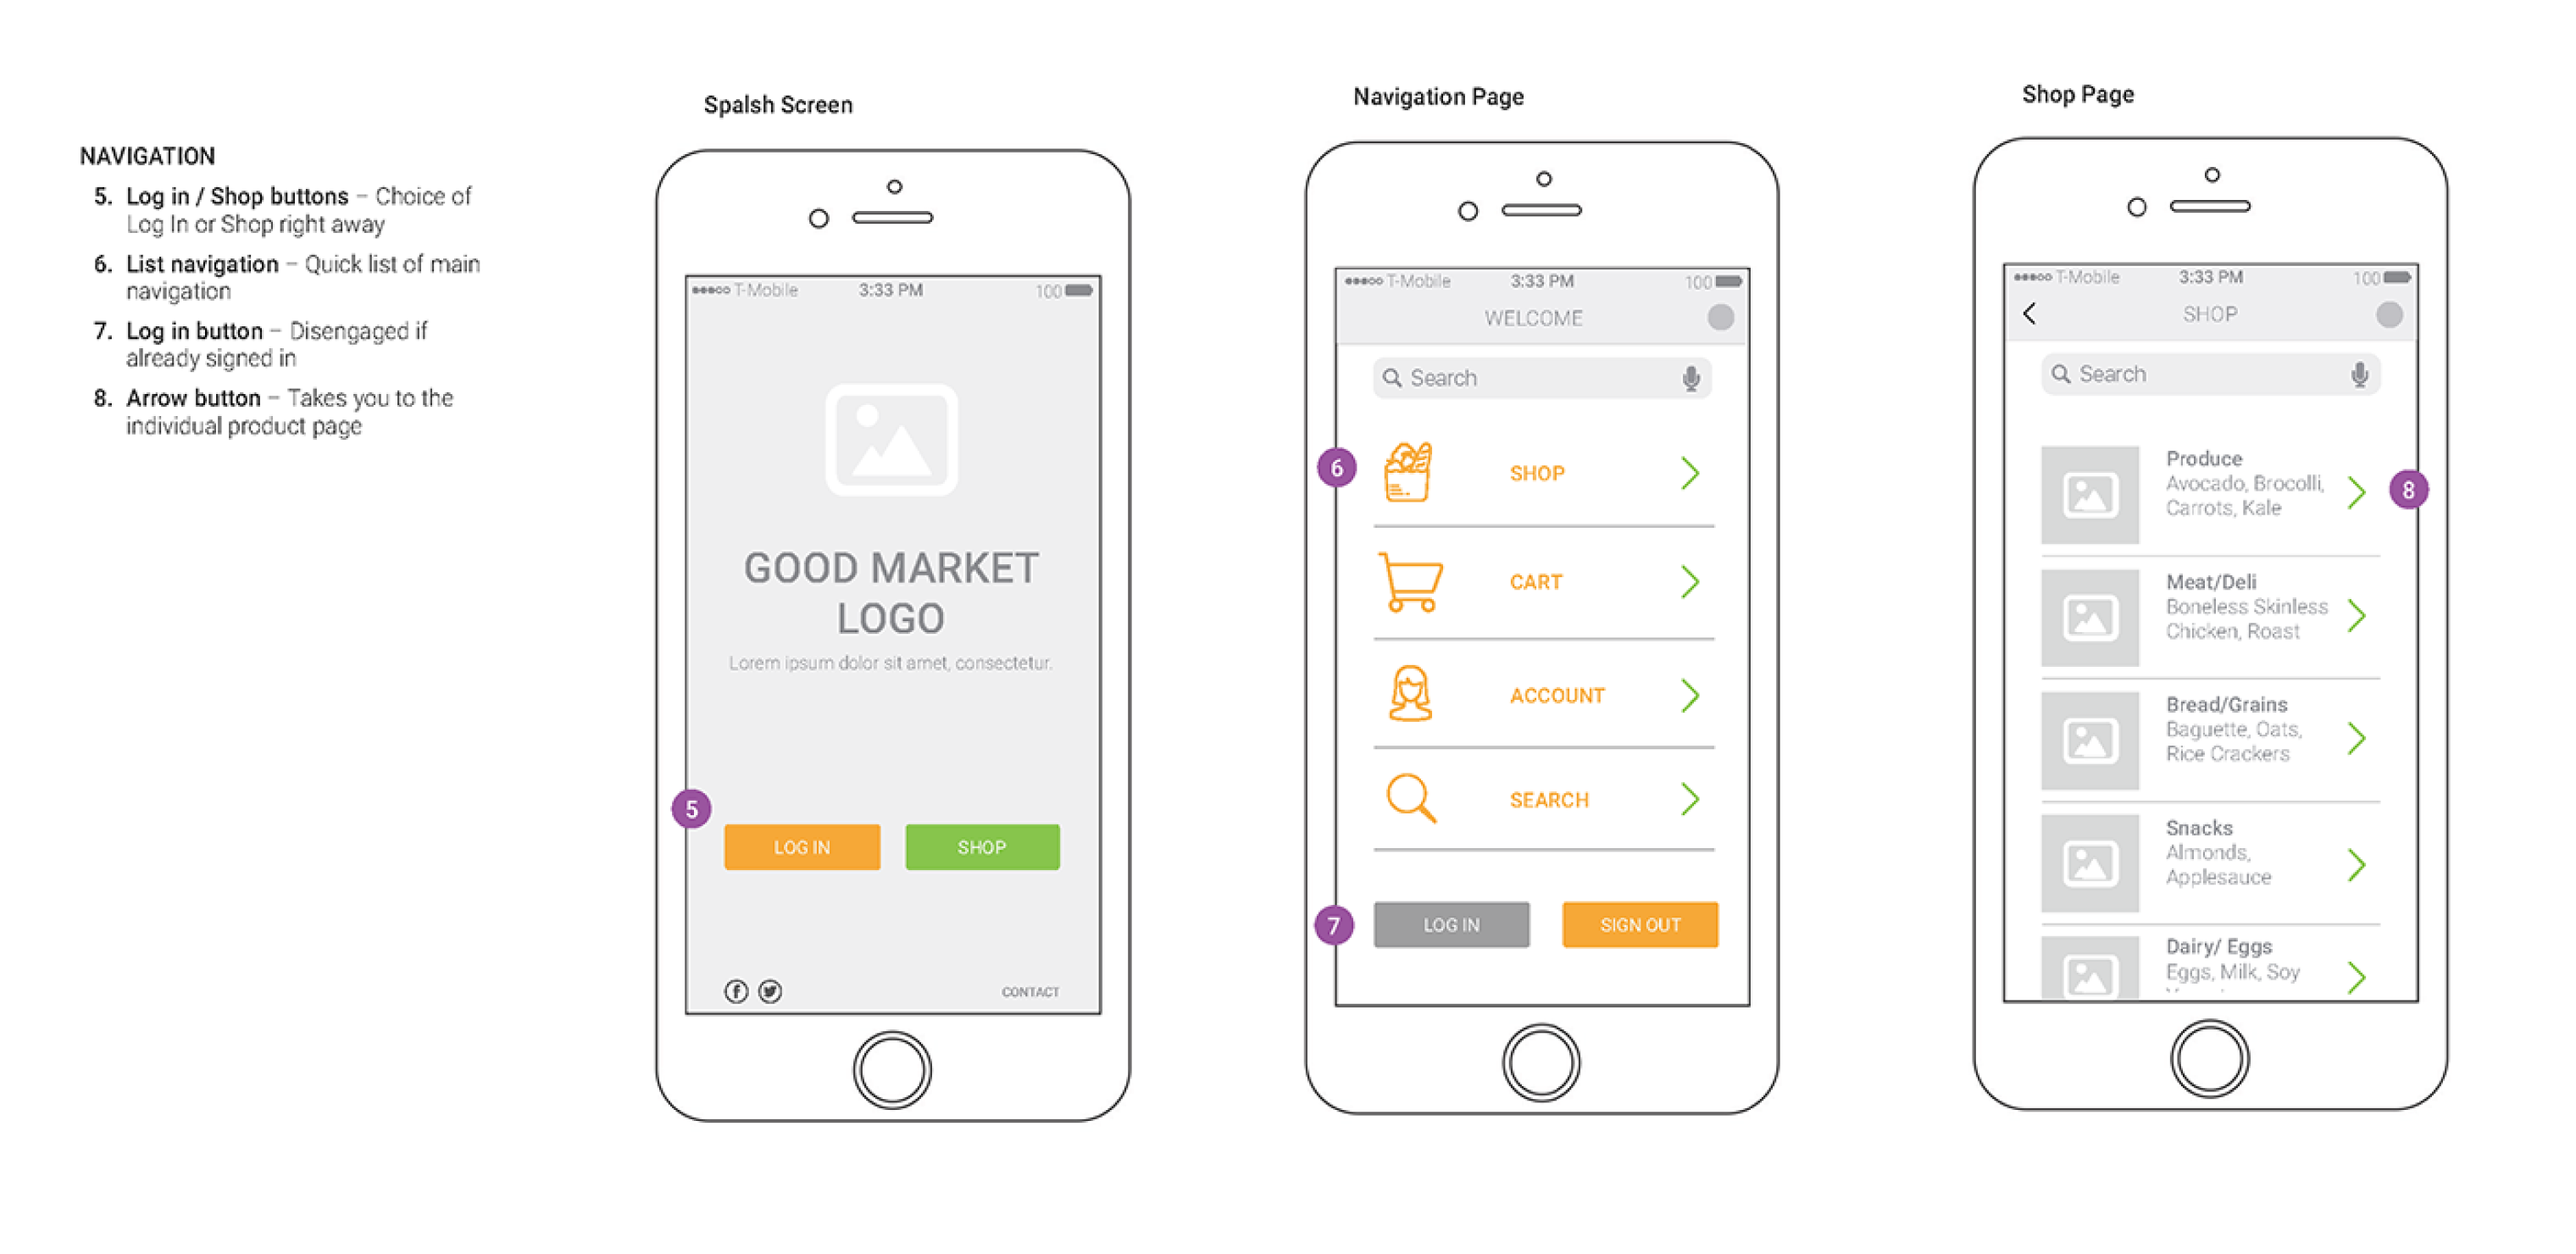 NAVIGATION
5. Log in / Shop buttons – Choice of
Log In or Shop right away
6. List navigation – Quick list of main
navigation
7. Log in button – Disengaged if
already signed in
8. Arrow button – Takes you to the
individual product page
Spalsh Screen
T-Mobile 3:33 PM 100
GOOD MARKET
LOGO
Lorem ipsum dolor sit amet, consectetur.
5
LOG IN SHOP
CONTACT
Navigation Page
T-Mobile 3:33 PM 100
WELCOME
Search
6
SHOP
CART
ACCOUNT
SEARCH
7
LOG IN SIGN OUT
Shop Page
T-Mobile 3:33 PM 100
SHOP
Search
Produce
Avocado, Brocolli,
Carrots, Kale
8
Meat/Deli
Boneless Skinless
Chicken, Roast
Bread/Grains
Baguette, Oats,
Rice Crackers
Snacks
Almonds,
Applesauce
Dairy/ Eggs
Eggs, Milk, Soy